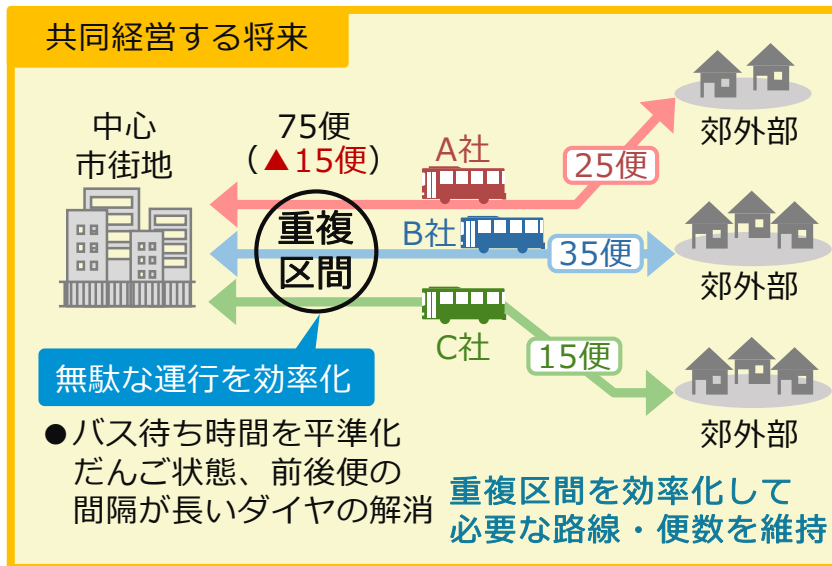 共同経営する将来
中心
市街地
75便
（▲15便）
A社
25便
郊外部
重複
区間
B社
35便
郊外部
C社
15便
郊外部
無駄な運行を効率化
●バス待ち時間を平準化
だんご状態、前後便の
間隔が長いダイヤの解消
重複区間を効率化して
必要な路線・便数を維持